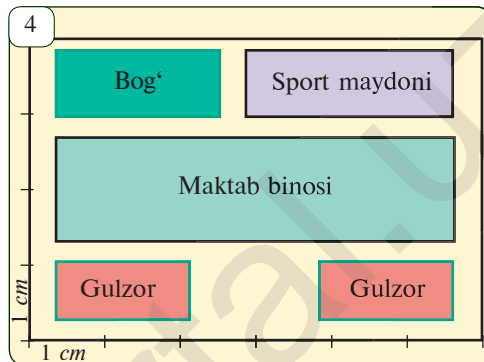 4
Bog‘
Sport maydoni
Maktab binosi
Gulzor
Gulzor
1 cm
1 cm